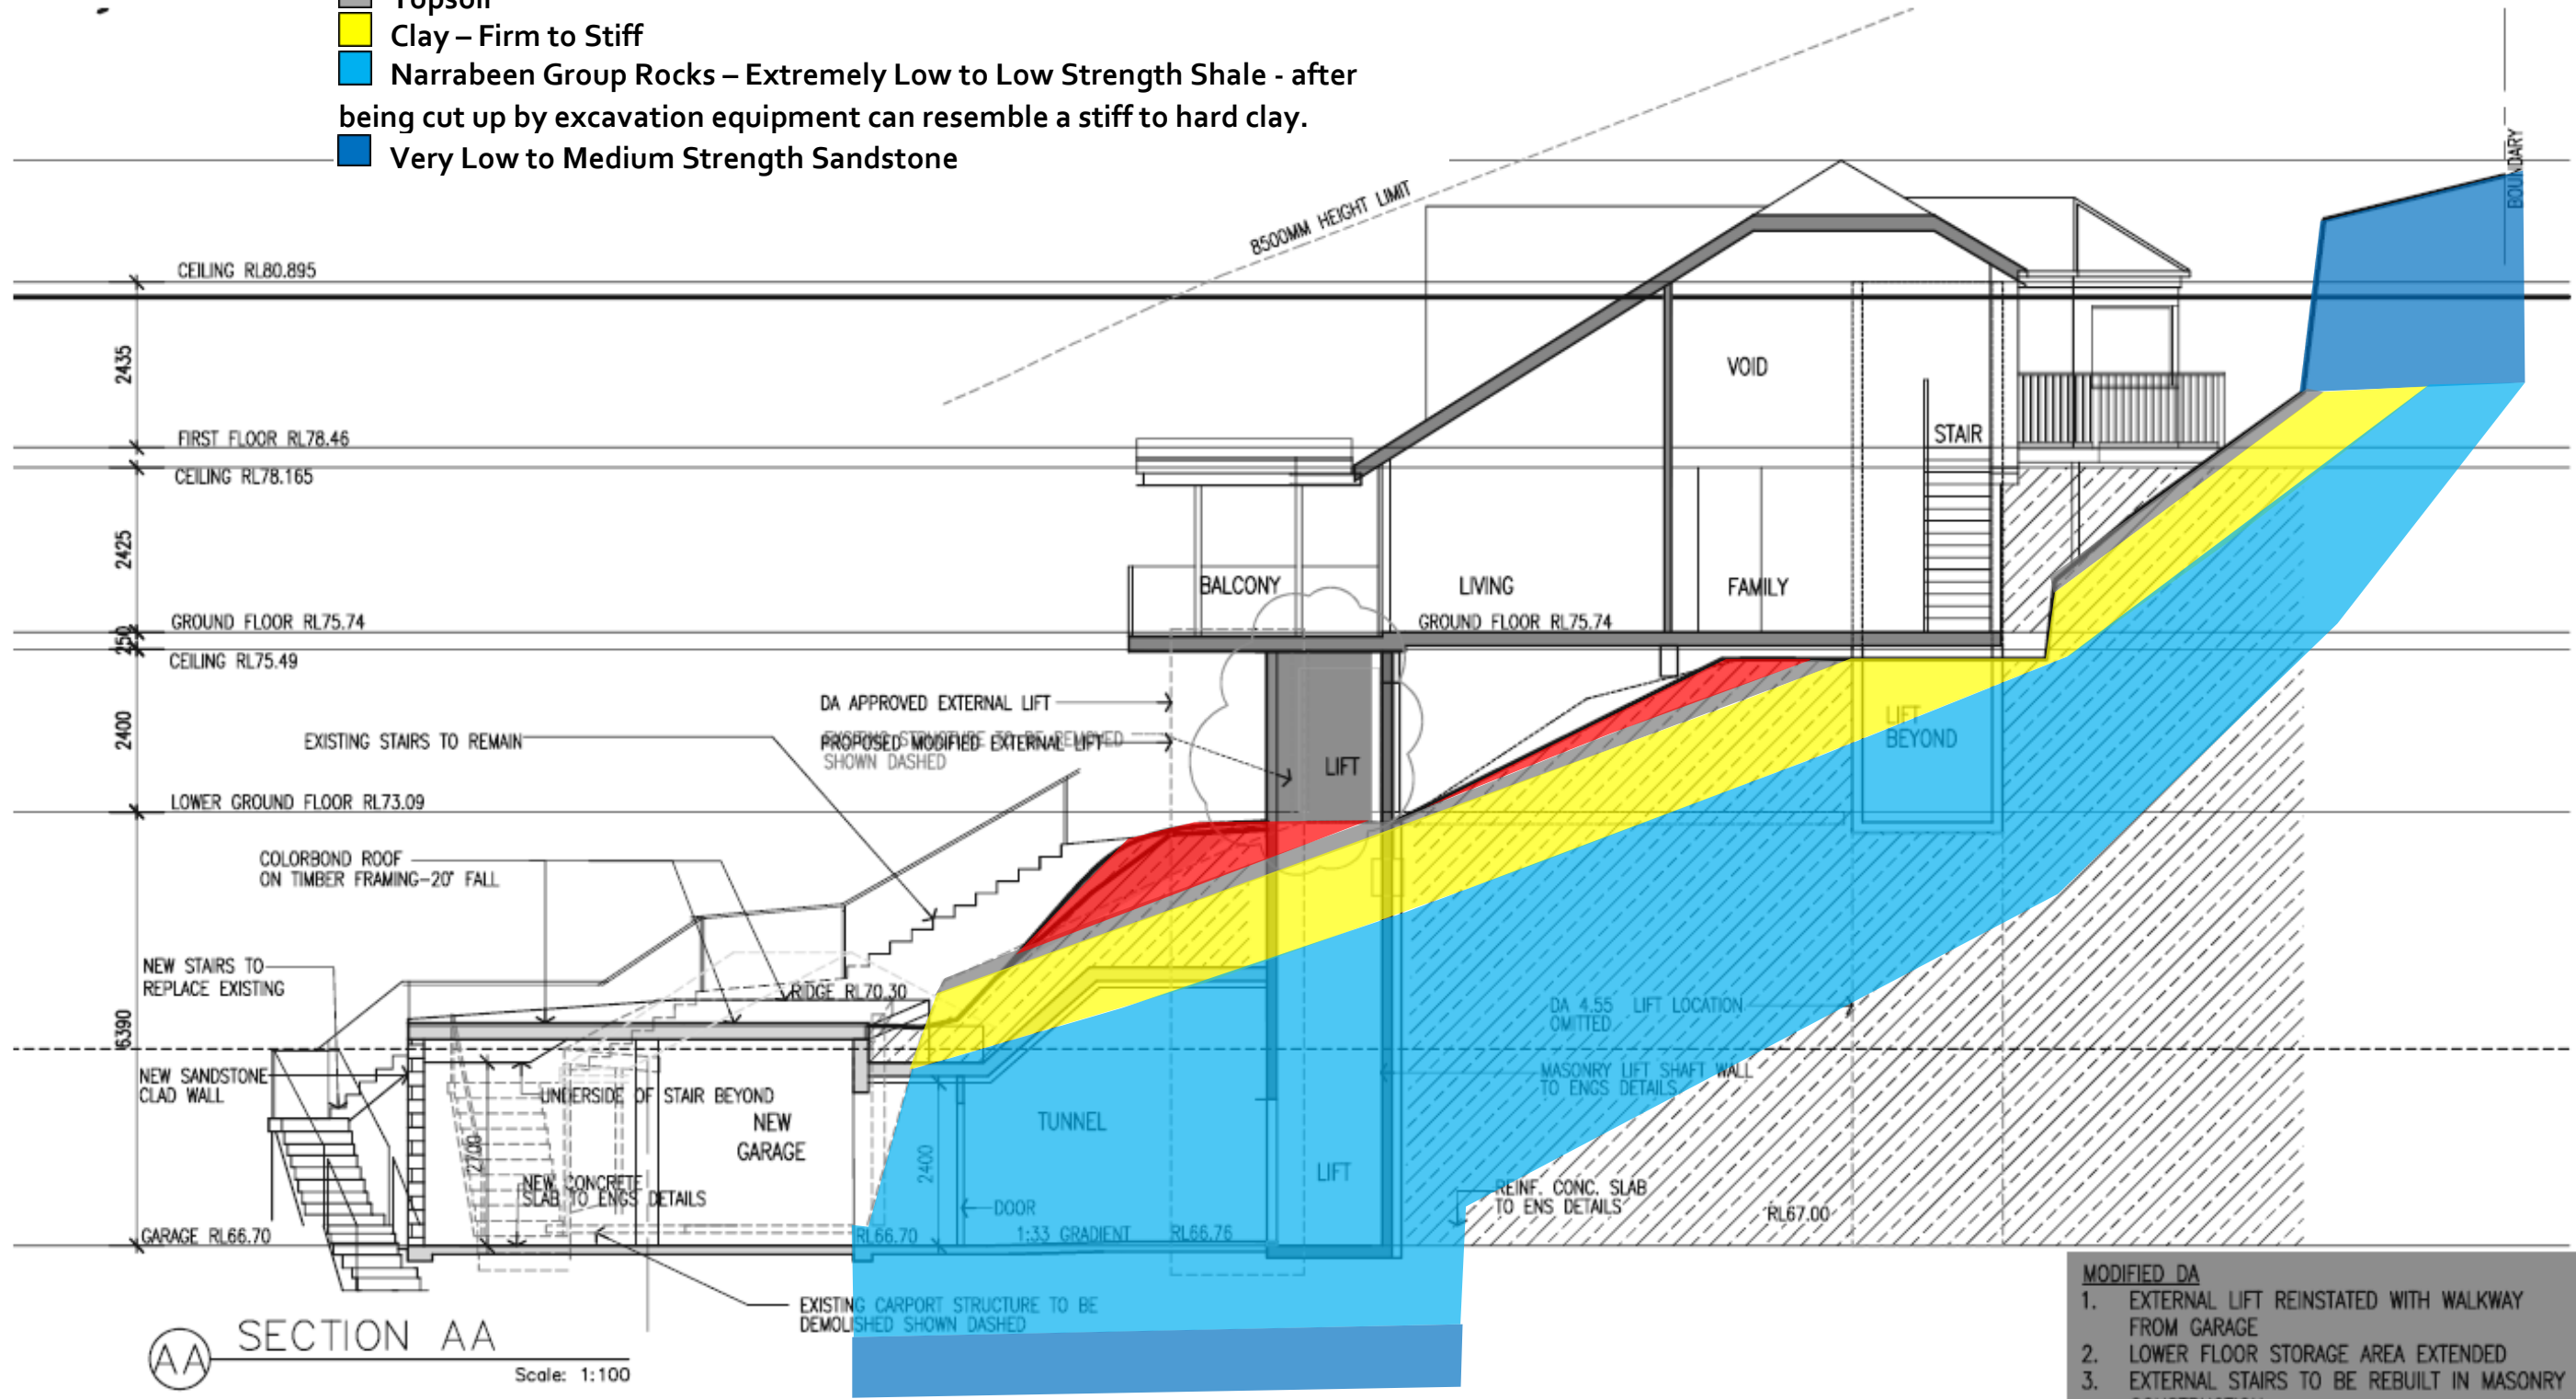 Topsoil
Clay – Firm to Stiff
Narrabeen Group Rocks – Extremely Low to Low Strength Shale - after
being cut up by excavation equipment can resemble a stiff to hard clay.
Very Low to Medium Strength Sandstone
BOUNDARY
8500MM HEIGHT LIMIT
CEILING RL80.895
2435
VOID
FIRST FLOOR RL78.46
STAIR
CEILING RL78.165
2425
BALCONY
LIVING
FAMILY
GROUND FLOOR RL75.74
GROUND FLOOR RL75.74
250
CEILING RL75.49
DA APPROVED EXTERNAL LIFT
2400
EXISTING STAIRS TO REMAIN
PROPOSED MODIFIED EXTERNAL LIFT
EXISTING STRUCTURE TO BE REMOVED
SHOWN DASHED
LIFT
LIFT
BEYOND
LOWER GROUND FLOOR RL73.09
COLORBOND ROOF
ON TIMBER FRAMING-20° FALL
NEW STAIRS TO
REPLACE EXISTING
RIDGE RL70.30
DA 4.55 LIFT LOCATION
OMITTED
6390
NEW SANDSTONE
CLAD WALL
UNDERSIDE OF STAIR BEYOND
MASONRY LIFT SHAFT WALL
TO ENGS DETAILS
NEW
GARAGE
TUNNEL
2700
2400
LIFT
NEW CONCRETE
SLAB TO ENGS DETAILS
DOOR
REINF. CONC. SLAB
TO ENS DETAILS
RL67.00
GARAGE RL66.70
RL66.70
1:33 GRADIENT
RL66.76
EXISTING CARPORT STRUCTURE TO BE
DEMOLISHED SHOWN DASHED
AA
SECTION AA
Scale: 1:100
MODIFIED DA
1. EXTERNAL LIFT REINSTATED WITH WALKWAY
FROM GARAGE
2. LOWER FLOOR STORAGE AREA EXTENDED
3. EXTERNAL STAIRS TO BE REBUILT IN MASONRY